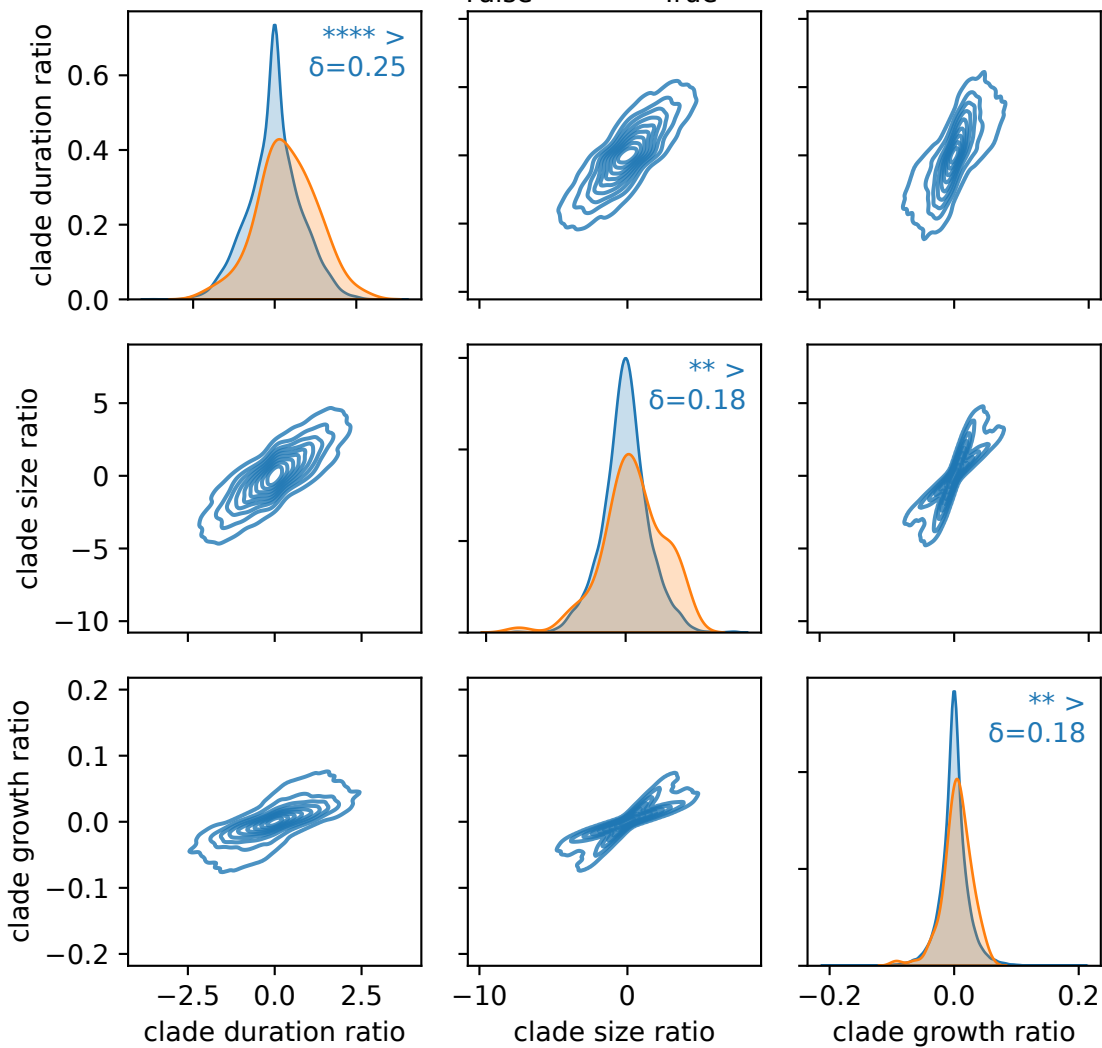 clade duration ratio
0.6
0.4
0.2
0.0
**** >
δ=0.25
clade size ratio
5
0
−5
−10
** >
δ=0.18
clade growth ratio
0.2
0.1
0.0
−0.1
−0.2
** >
δ=0.18
−2.5 0.0 2.5
−10 0
−0.2 0.0 0.2
clade duration ratio
clade size ratio
clade growth ratio